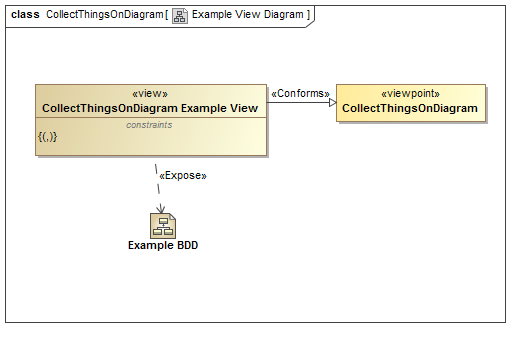 class CollectThingsOnDiagram[ Example View Diagram ]
«view»
CollectThingsOnDiagram Example View
constraints
{(,)}
«Conforms»
«viewpoint»
CollectThingsOnDiagram
«Expose»
Example BDD